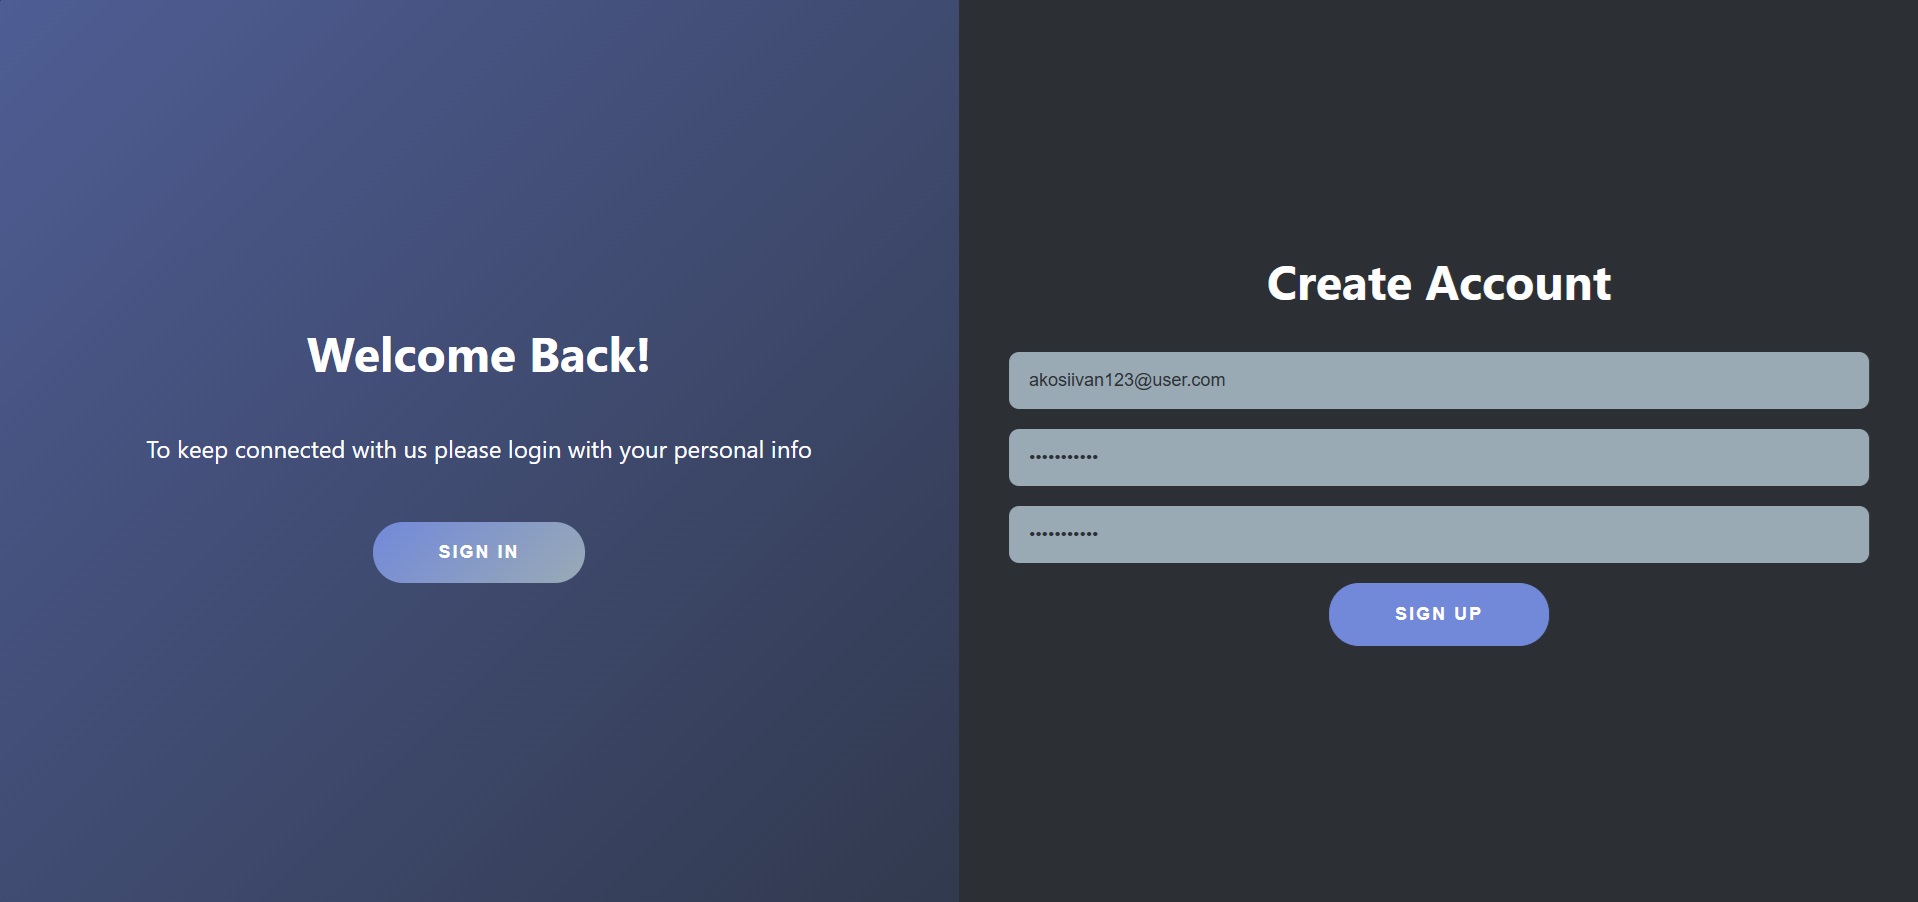 Welcome Back!
To keep connected with us please login with your personal info
SIGN IN
Create Account
akosiivan123@user.com
•••••••••••
•••••••••••
SIGN UP